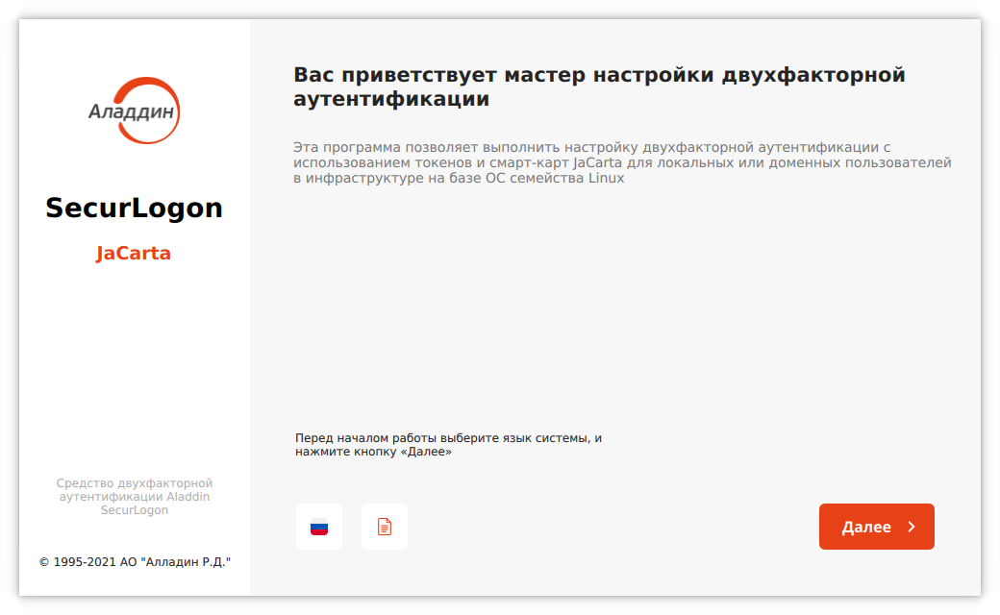 Аладдин
SecurLogon
JaCarta
Средство двухфакторной
аутентификации Aladdin
SecurLogon
© 1995-2021 АО "Алладин Р.Д."
Вас приветствует мастер настройки двухфакторной
аутентификации
Эта программа позволяет выполнить настройку двухфакторной аутентификации с
использованием токенов и смарт-карт JaCarta для локальных или доменных пользователей
в инфраструктуре на базе ОС семейства Linux
Перед началом работы выберите язык системы, и
нажмите кнопку «Далее»
Далее